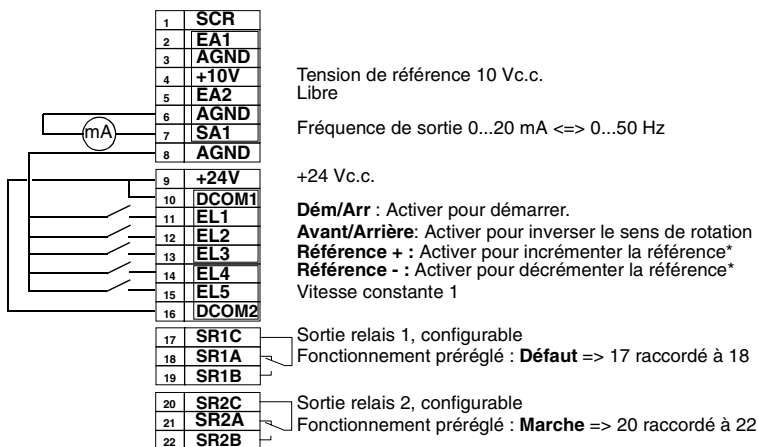 1 SCR
2 EA1
3 AGND
4 +10V Tension de référence 10 Vc.c.
5 EA2 Libre
6 AGND
mA
7 SA1 Fréquence de sortie 0...20 mA <=> 0...50 Hz
8 AGND
9 +24V +24 Vc.c.
10 DCOM1
11 EL1 Dém/Arr : Activer pour démarrer.
12 EL2 Avant/Arrière: Activer pour inverser le sens de rotation
13 EL3 Référence + : Activer pour incrémenter la référence*
14 EL4 Référence - : Activer pour décrémenter la référence*
15 EL5 Vitesse constante 1
16 DCOM2
17 SR1C Sortie relais 1, configurable
18 SR1A Fonctionnement préréglé : Défaut => 17 raccordé à 18
19 SR1B
20 SR2C Sortie relais 2, configurable
21 SR2A Fonctionnement préréglé : Marche => 20 raccordé à 22
22 SR2B